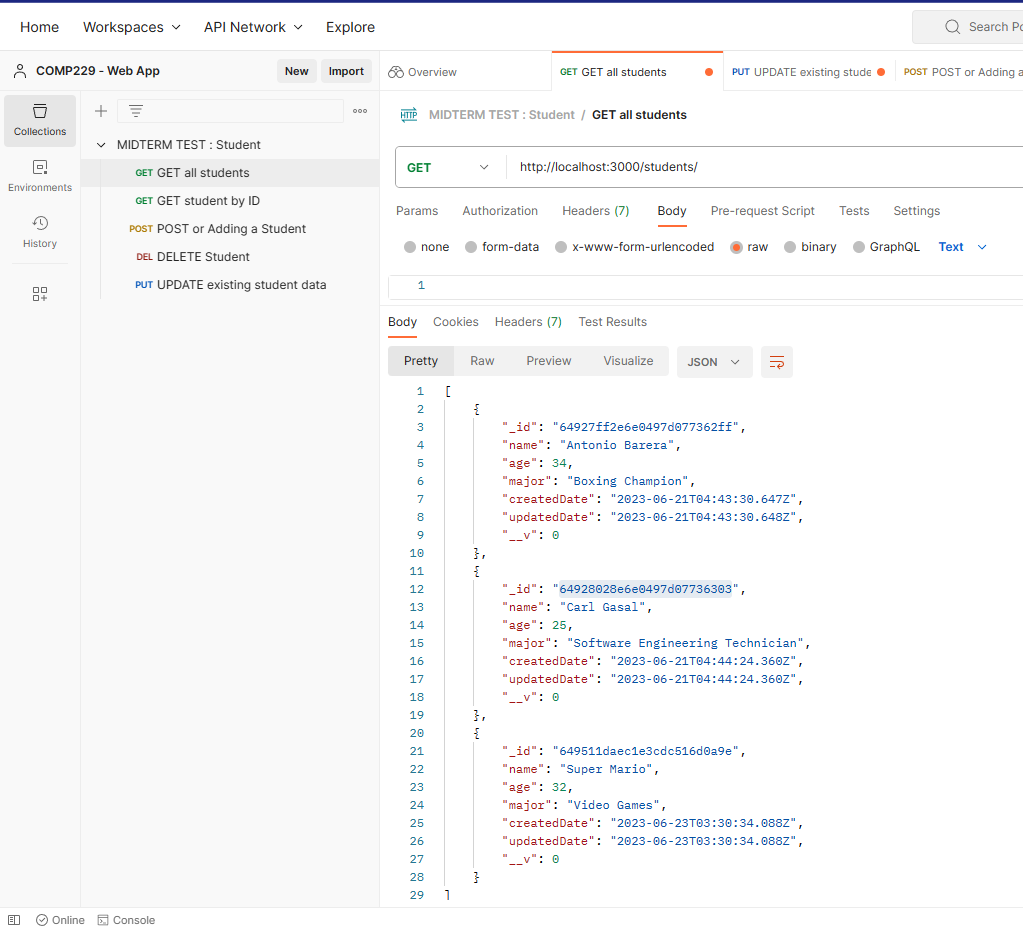 Home Workspaces API Network Explore Search Po
COMP229 - Web App New Import
Overview GET GET all students PUT UPDATE existing stude POST POST or Adding a
Collections
Environments
History
MIDTERM TEST : Student
GET GET all students
GET GET student by ID
POST POST or Adding a Student
DEL DELETE Student
PUT UPDATE existing student data
HTTP MIDTERM TEST : Student / GET all students
GET http://localhost:3000/students/
Params Authorization Headers (7) Body Pre-request Script Tests Settings
none form-data x-www-form-urlencoded raw binary GraphQL Text
1
Body Cookies Headers (7) Test Results
Pretty Raw Preview Visualize JSON
1 [
2 {
3 "_id": "64927ff2e6e0497d077362ff",
4 "name": "Antonio Barera",
5 "age": 34,
6 "major": "Boxing Champion",
7 "createdDate": "2023-06-21T04:43:30.647Z",
8 "updatedDate": "2023-06-21T04:43:30.648Z",
9 "__v": 0
10 },
11 {
12 "_id": "64928028e6e0497d07736303",
13 "name": "Carl Gasal",
14 "age": 25,
15 "major": "Software Engineering Technician",
16 "createdDate": "2023-06-21T04:44:24.360Z",
17 "updatedDate": "2023-06-21T04:44:24.360Z",
18 "__v": 0
19 },
20 {
21 "_id": "649511daec1e3cdc516d0a9e",
22 "name": "Super Mario",
23 "age": 32,
24 "major": "Video Games",
25 "createdDate": "2023-06-23T03:30:34.088Z",
26 "updatedDate": "2023-06-23T03:30:34.088Z",
27 "__v": 0
28 }
29 ]
Online Console